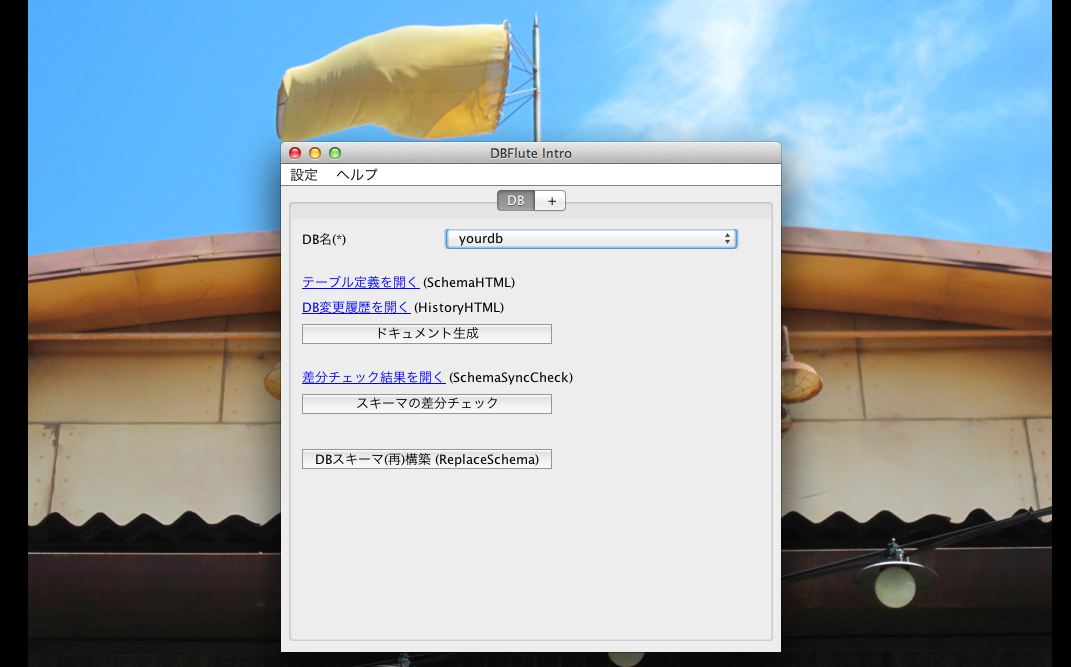 DBFlute Intro
設定 ヘルプ
DB +
DB名(*) yourdb
テーブル定義を開く (SchemaHTML)
DB変更履歴を開く (HistoryHTML)
ドキュメント生成
差分チェック結果を開く (SchemaSyncCheck)
スキーマの差分チェック
DBスキーマ(再)構築 (ReplaceSchema)